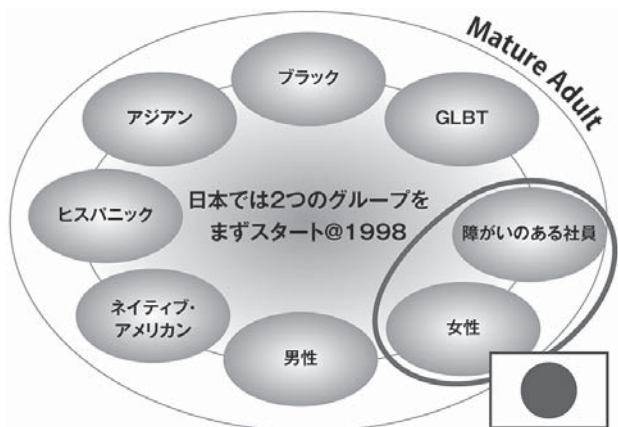 Mature Adult
ブラック
アジアン
GLBT
ヒスパニック
日本では2つのグループを
まずスタート@1998
障がいのある社員
ネイティブ・
アメリカン
女性
男性